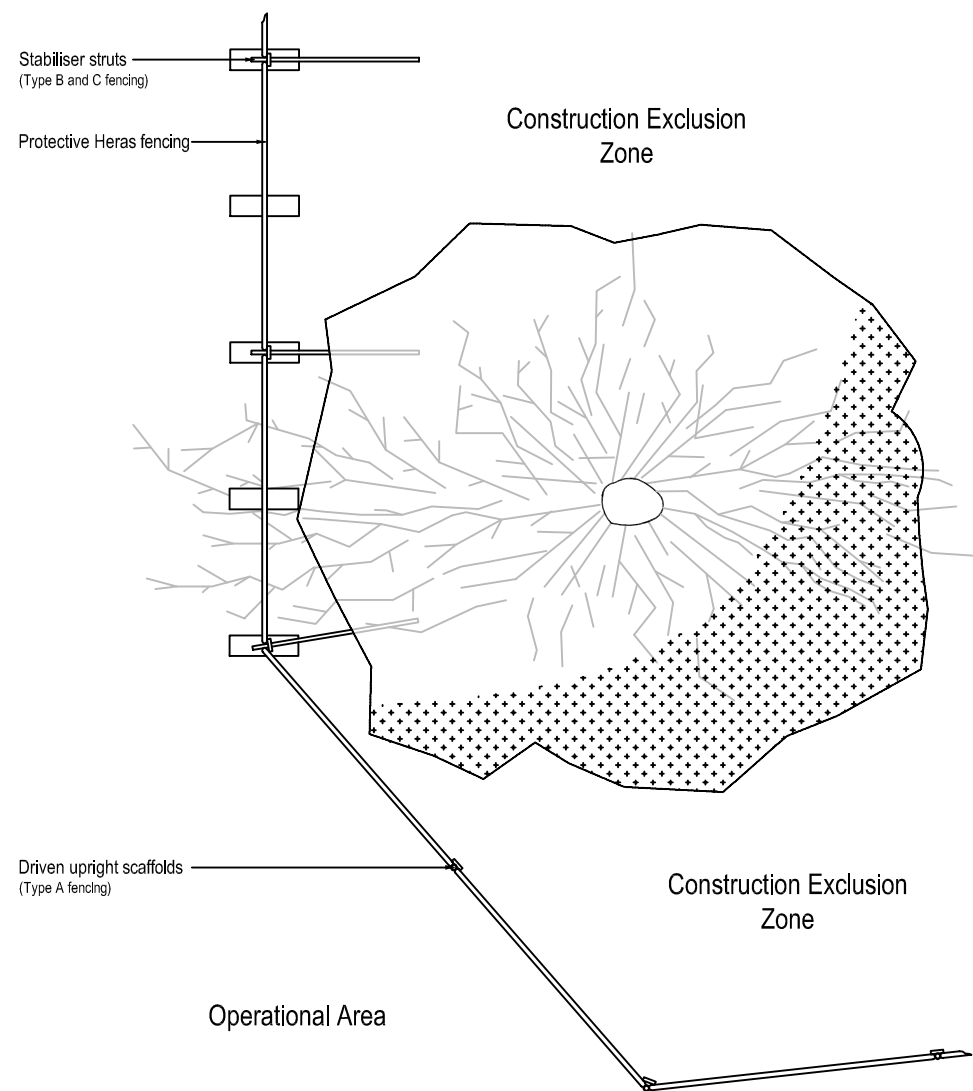 Stabiliser struts
(Type B and C fencing)
Construction Exclusion
Zone
Protective Heras fencing
Driven upright scaffolds
(Type A fencing)
Construction Exclusion
Zone
Operational Area